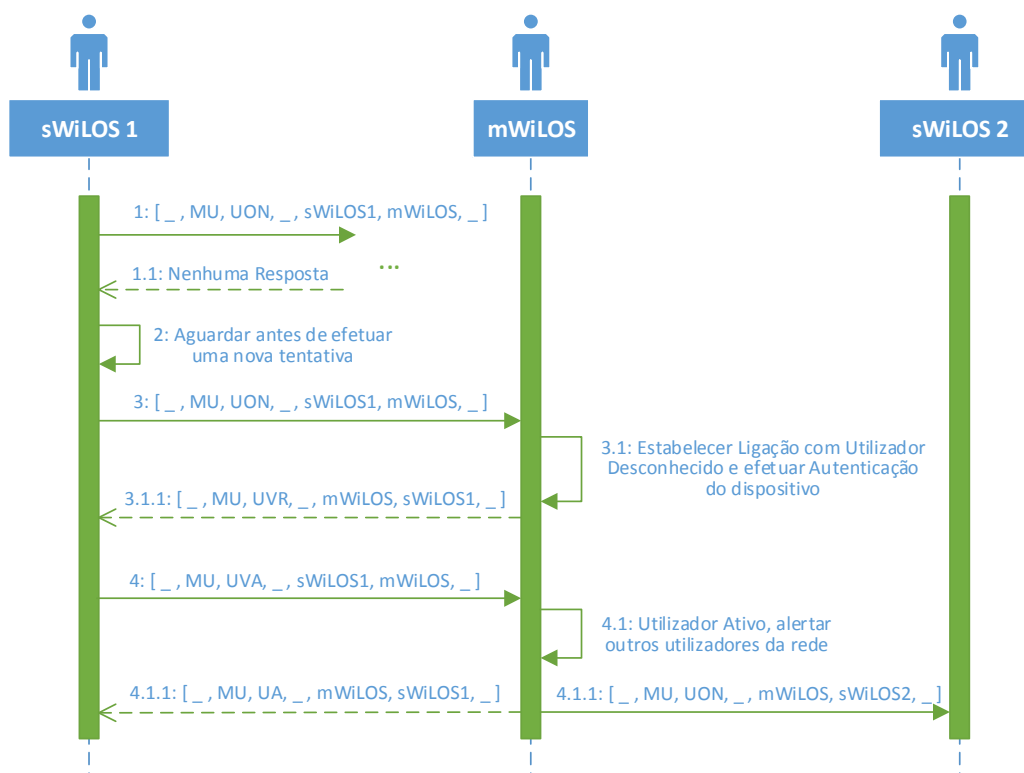 sWiLOS 1
mWiLOS
sWiLOS 2
1: [ _ , MU, UON, _ , sWiLOS1, mWiLOS, _ ]
...
1.1: Nenhuma Resposta
2: Aguardar antes de efetuar
uma nova tentativa
3: [ _ , MU, UON, _ , sWiLOS1, mWiLOS, _ ]
3.1: Estabelecer Ligação com Utilizador
Desconhecido e efetuar Autenticação
do dispositivo
3.1.1: [ _ , MU, UVR, _ , mWiLOS, sWiLOS1, _ ]
4: [ _ , MU, UVA, _ , sWiLOS1, mWiLOS, _ ]
4.1: Utilizador Ativo, alertar
outros utilizadores da rede
4.1.1: [ _ , MU, UA, _ , mWiLOS, sWiLOS1, _ ]
4.1.1: [ _ , MU, UON, _ , mWiLOS, sWiLOS2, _ ]